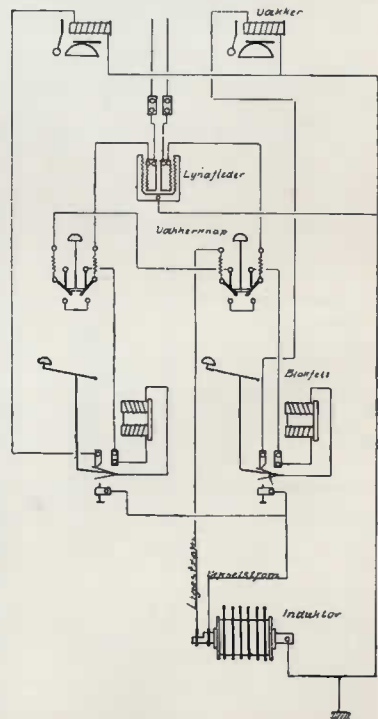 Vækker
Lynafleder
Vækkerknap
Blokfelt
Ligestrøm
Vekselstrøm
Induktor